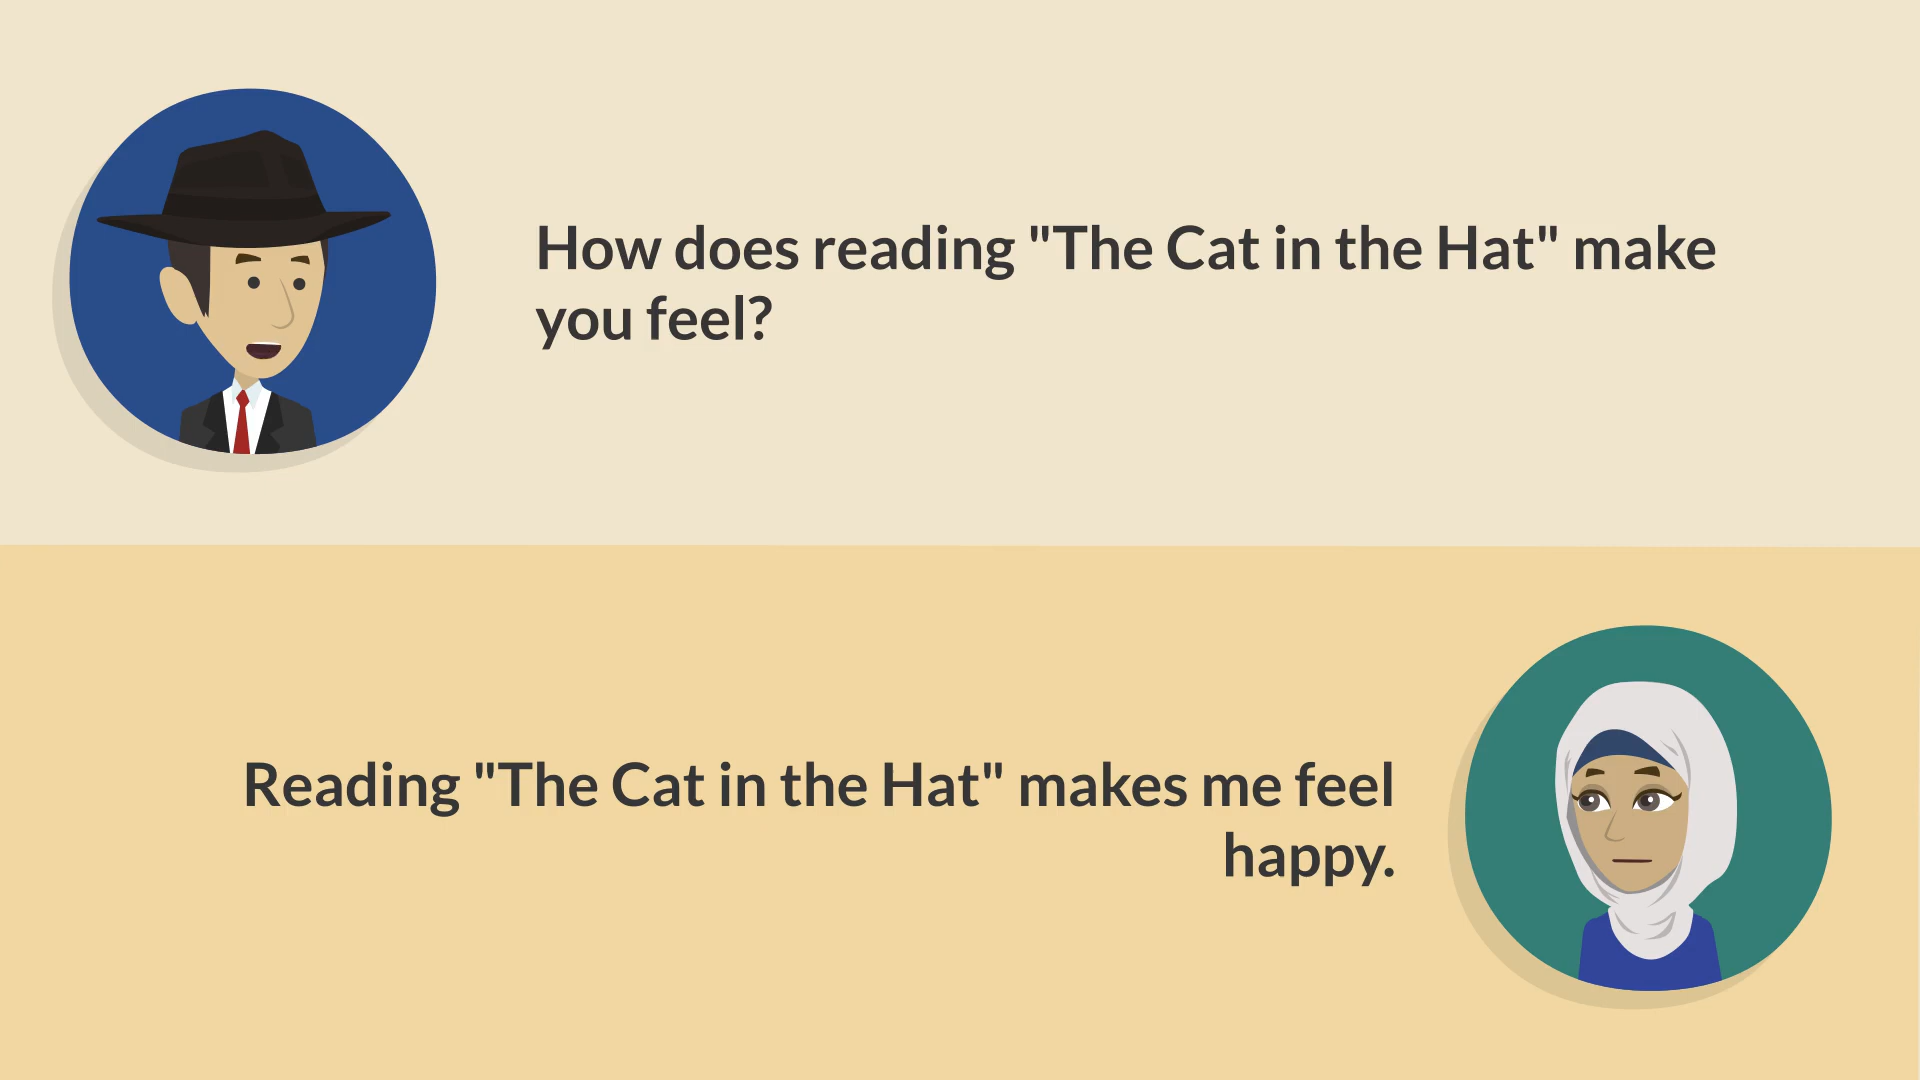 How does reading "The Cat in the Hat" make
you feel?
Reading "The Cat in the Hat" makes me feel
happy.